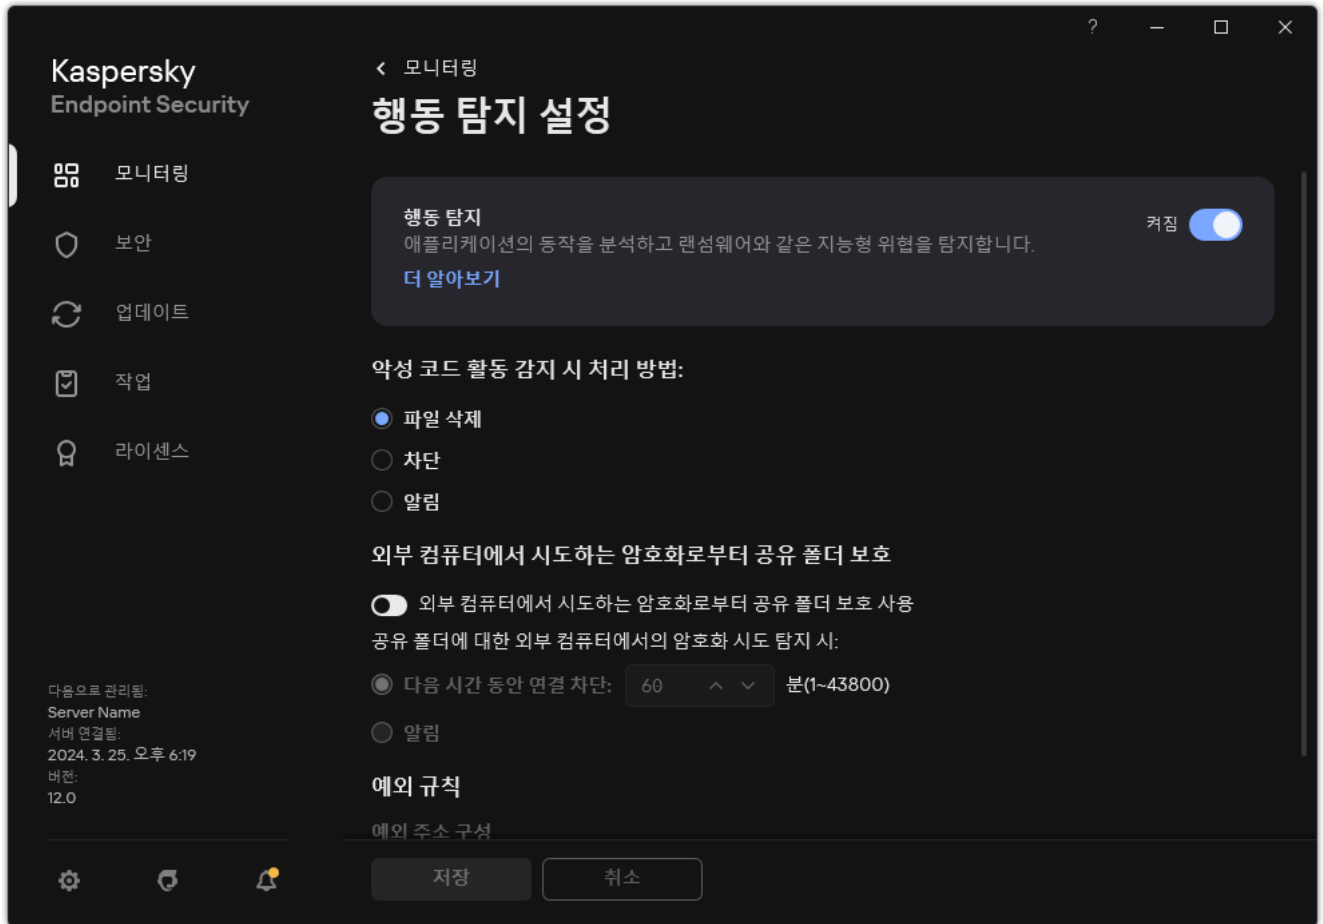 Kaspersky
Endpoint Security
모니터링
보안
업데이트
작업
라이센스
다음으로 관리됨:
Server Name
서버 연결됨:
2024. 3. 25. 오후 6:19
버전:
12.0
?
모니터링
행동 탐지 설정
행동 탐지
애플리케이션의 동작을 분석하고 랜섬웨어와 같은 지능형 위협을 탐지합니다.
더 알아보기
켜짐
악성 코드 활동 감지 시 처리 방법:
파일 삭제
차단
알림
외부 컴퓨터에서 시도하는 암호화로부터 공유 폴더 보호
외부 컴퓨터에서 시도하는 암호화로부터 공유 폴더 보호 사용
공유 폴더에 대한 외부 컴퓨터에서의 암호화 시도 탐지 시:
다음 시간 동안 연결 차단: 60 분(1~43800)
알림
예외 규칙
예외 주소 구성
저장 취소